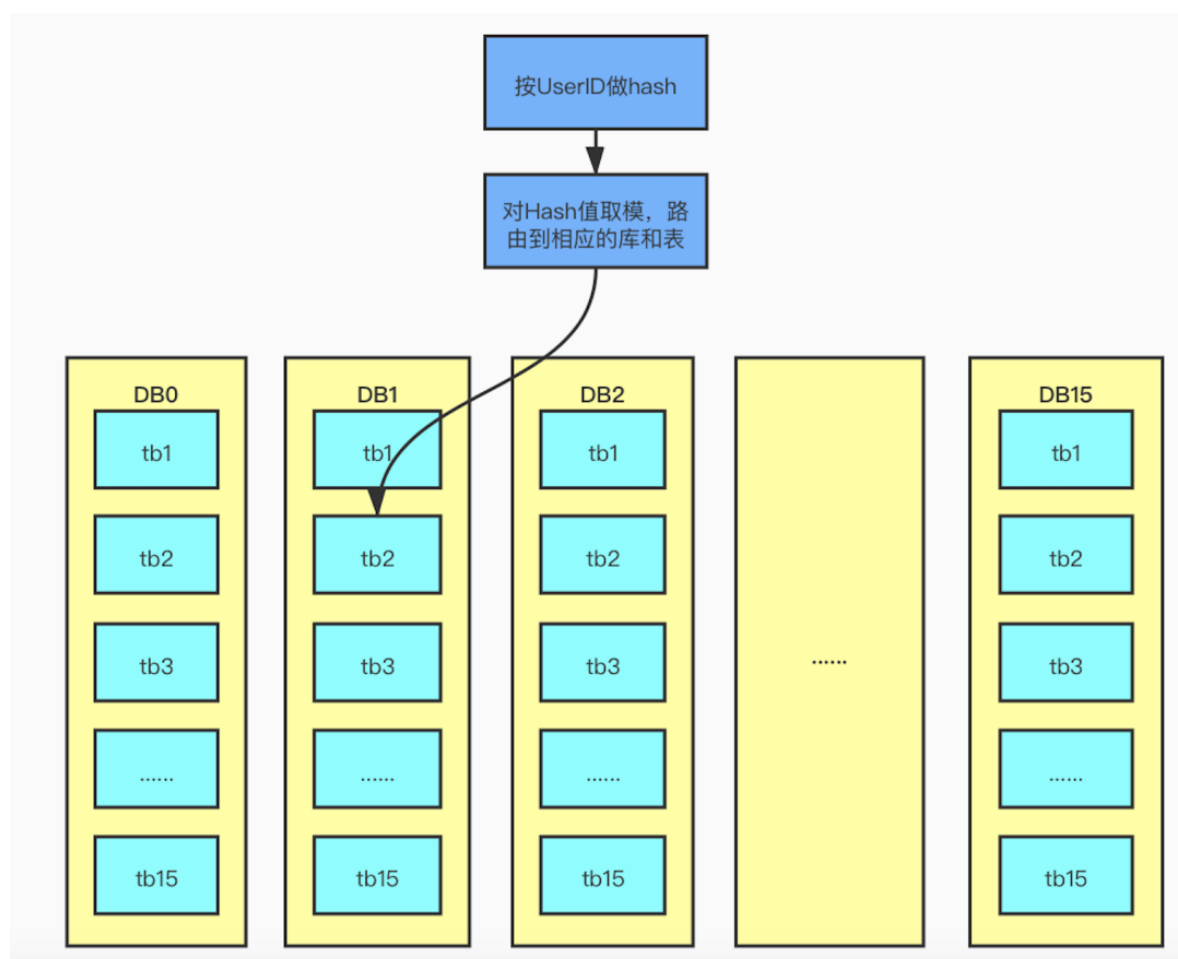 按UserID做hash
对Hash值取模，路
由到相应的库和表
DB0
tb1
tb2
tb3
......
tb15
DB1
tb1
tb2
tb3
......
tb15
DB2
tb1
tb2
tb3
......
tb15
......
DB15
tb1
tb2
tb3
......
tb15